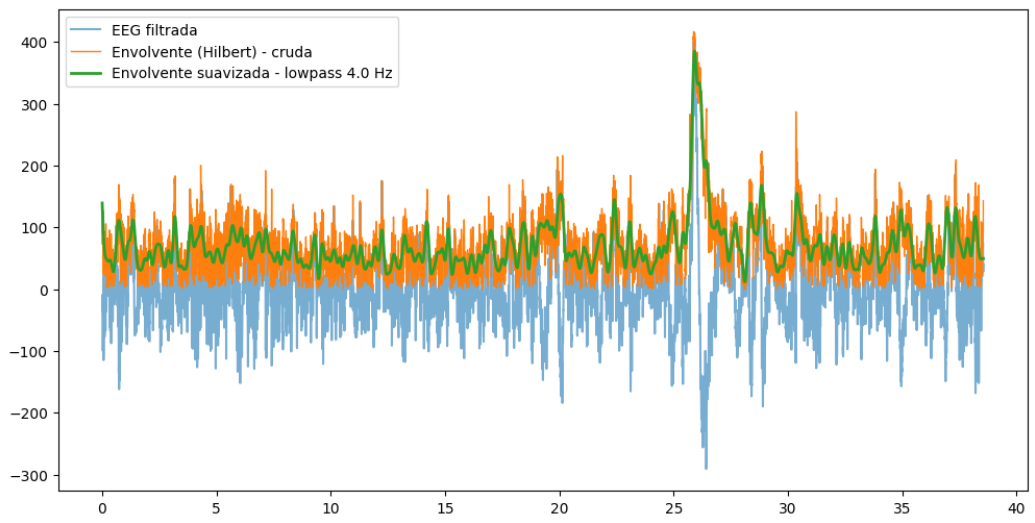 EEG filtrada
Envolvente (Hilbert) - cruda
Envolvente suavizada - lowpass 4.0 Hz
400
300
200
100
0
−100
−200
−300
0 5 10 15 20 25 30 35 40